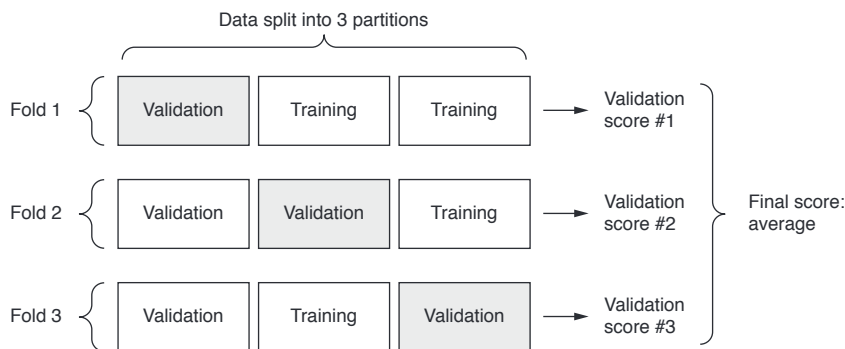 Data split into 3 partitions
Fold 1
Validation
Training
Training
Validation
score #1
Fold 2
Validation
Validation
Training
Validation
score #2
Final score:
average
Fold 3
Validation
Training
Validation
Validation
score #3